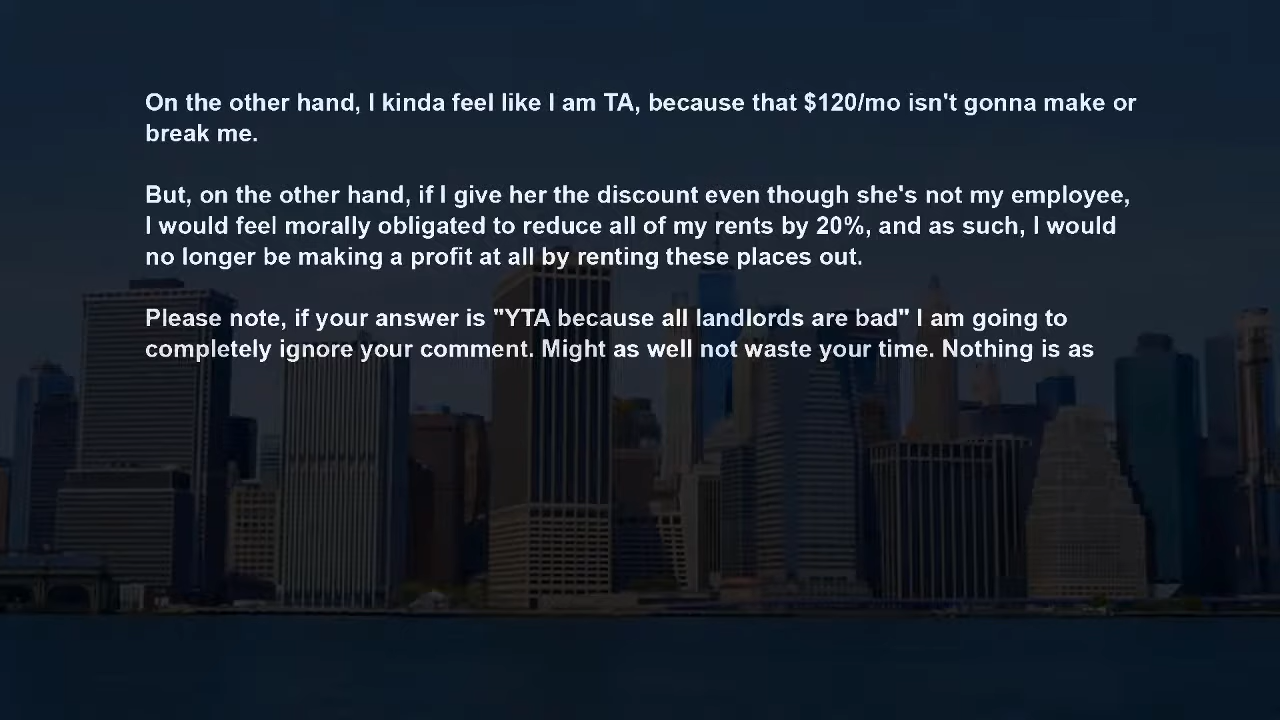 On the other hand, I kinda feel like I am TA, because that $120/mo isn't gonna make or
break me.
But, on the other hand, if I give her the discount even though she's not my employee,
I would feel morally obligated to reduce all of my rents by 20%, and as such, I would
no longer be making a profit at all by renting these places out.
Please note, if your answer is "YTA because all landlords are bad" I am going to
completely ignore your comment. Might as well not waste your time. Nothing is as